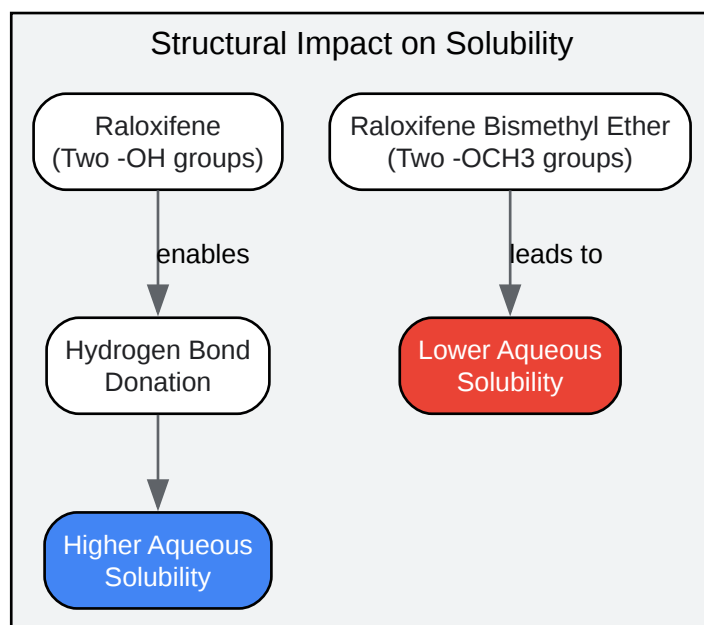 Structural Impact on Solubility
Raloxifene
(Two -OH groups)
Raloxifene Bismethyl Ether
(Two -OCH3 groups)
enables
leads to
Hydrogen Bond
Donation
Lower Aqueous
Solubility
Higher Aqueous
Solubility